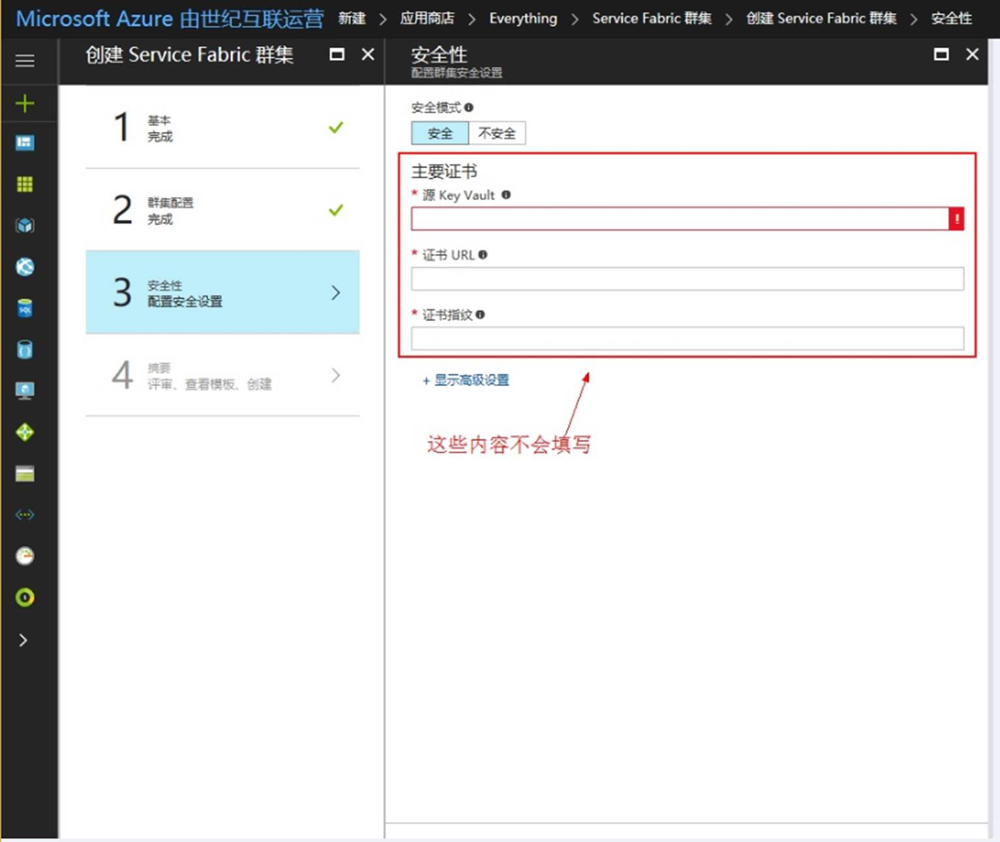 Microsoft Azure 由世纪互联运营 新建 > 应用商店 > Everything > Service Fabric 群集 > 创建 Service Fabric 群集 > 安全性
创建 Service Fabric 群集
1
基本
完成
2
群集配置
完成
3
安全性
配置安全设置
4
摘要
评审、查看模板、创建
安全性
配置群集安全设置
安全模式
安全 不安全
主要证书
* 源 Key Vault
!
* 证书 URL
* 证书指纹
+ 显示高级设置
这些内容不会填写
SQL